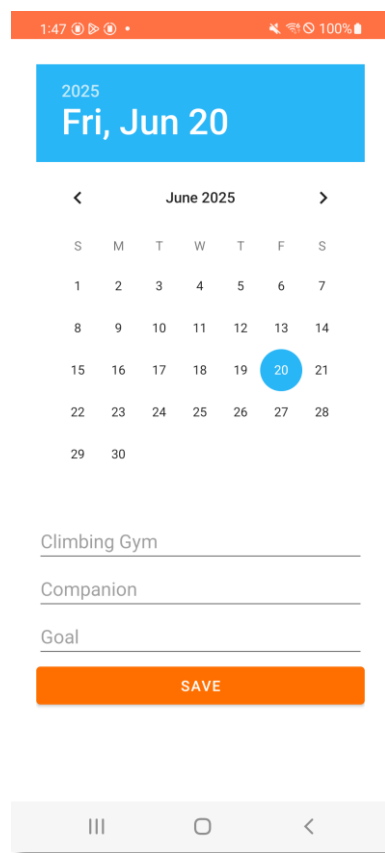 1:47 100%
2025
Fri, Jun 20
June 2025
S M T W T F S
1 2 3 4 5 6 7
8 9 10 11 12 13 14
15 16 17 18 19 20 21
22 23 24 25 26 27 28
29 30
Climbing Gym
Companion
Goal
SAVE